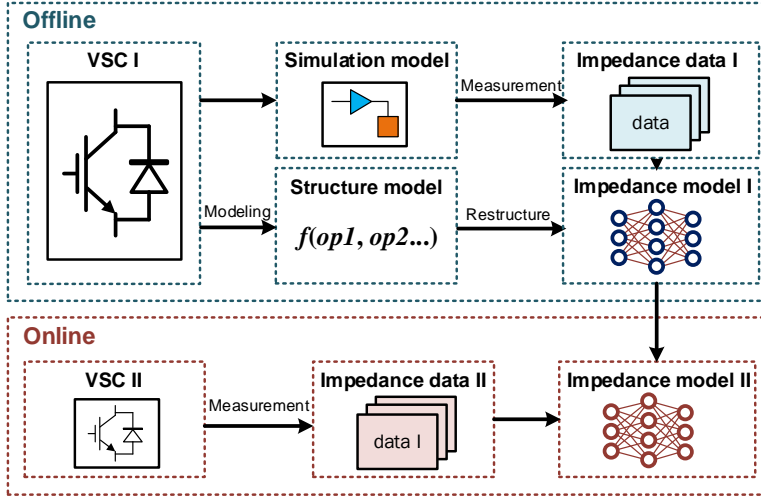 Offline
VSC I
Simulation model
Measurement
Impedance data I
data
Modeling
Structure model
f(op1, op2...)
Restructure
Impedance model I
Online
VSC II
Measurement
Impedance data II
data I
Impedance model II